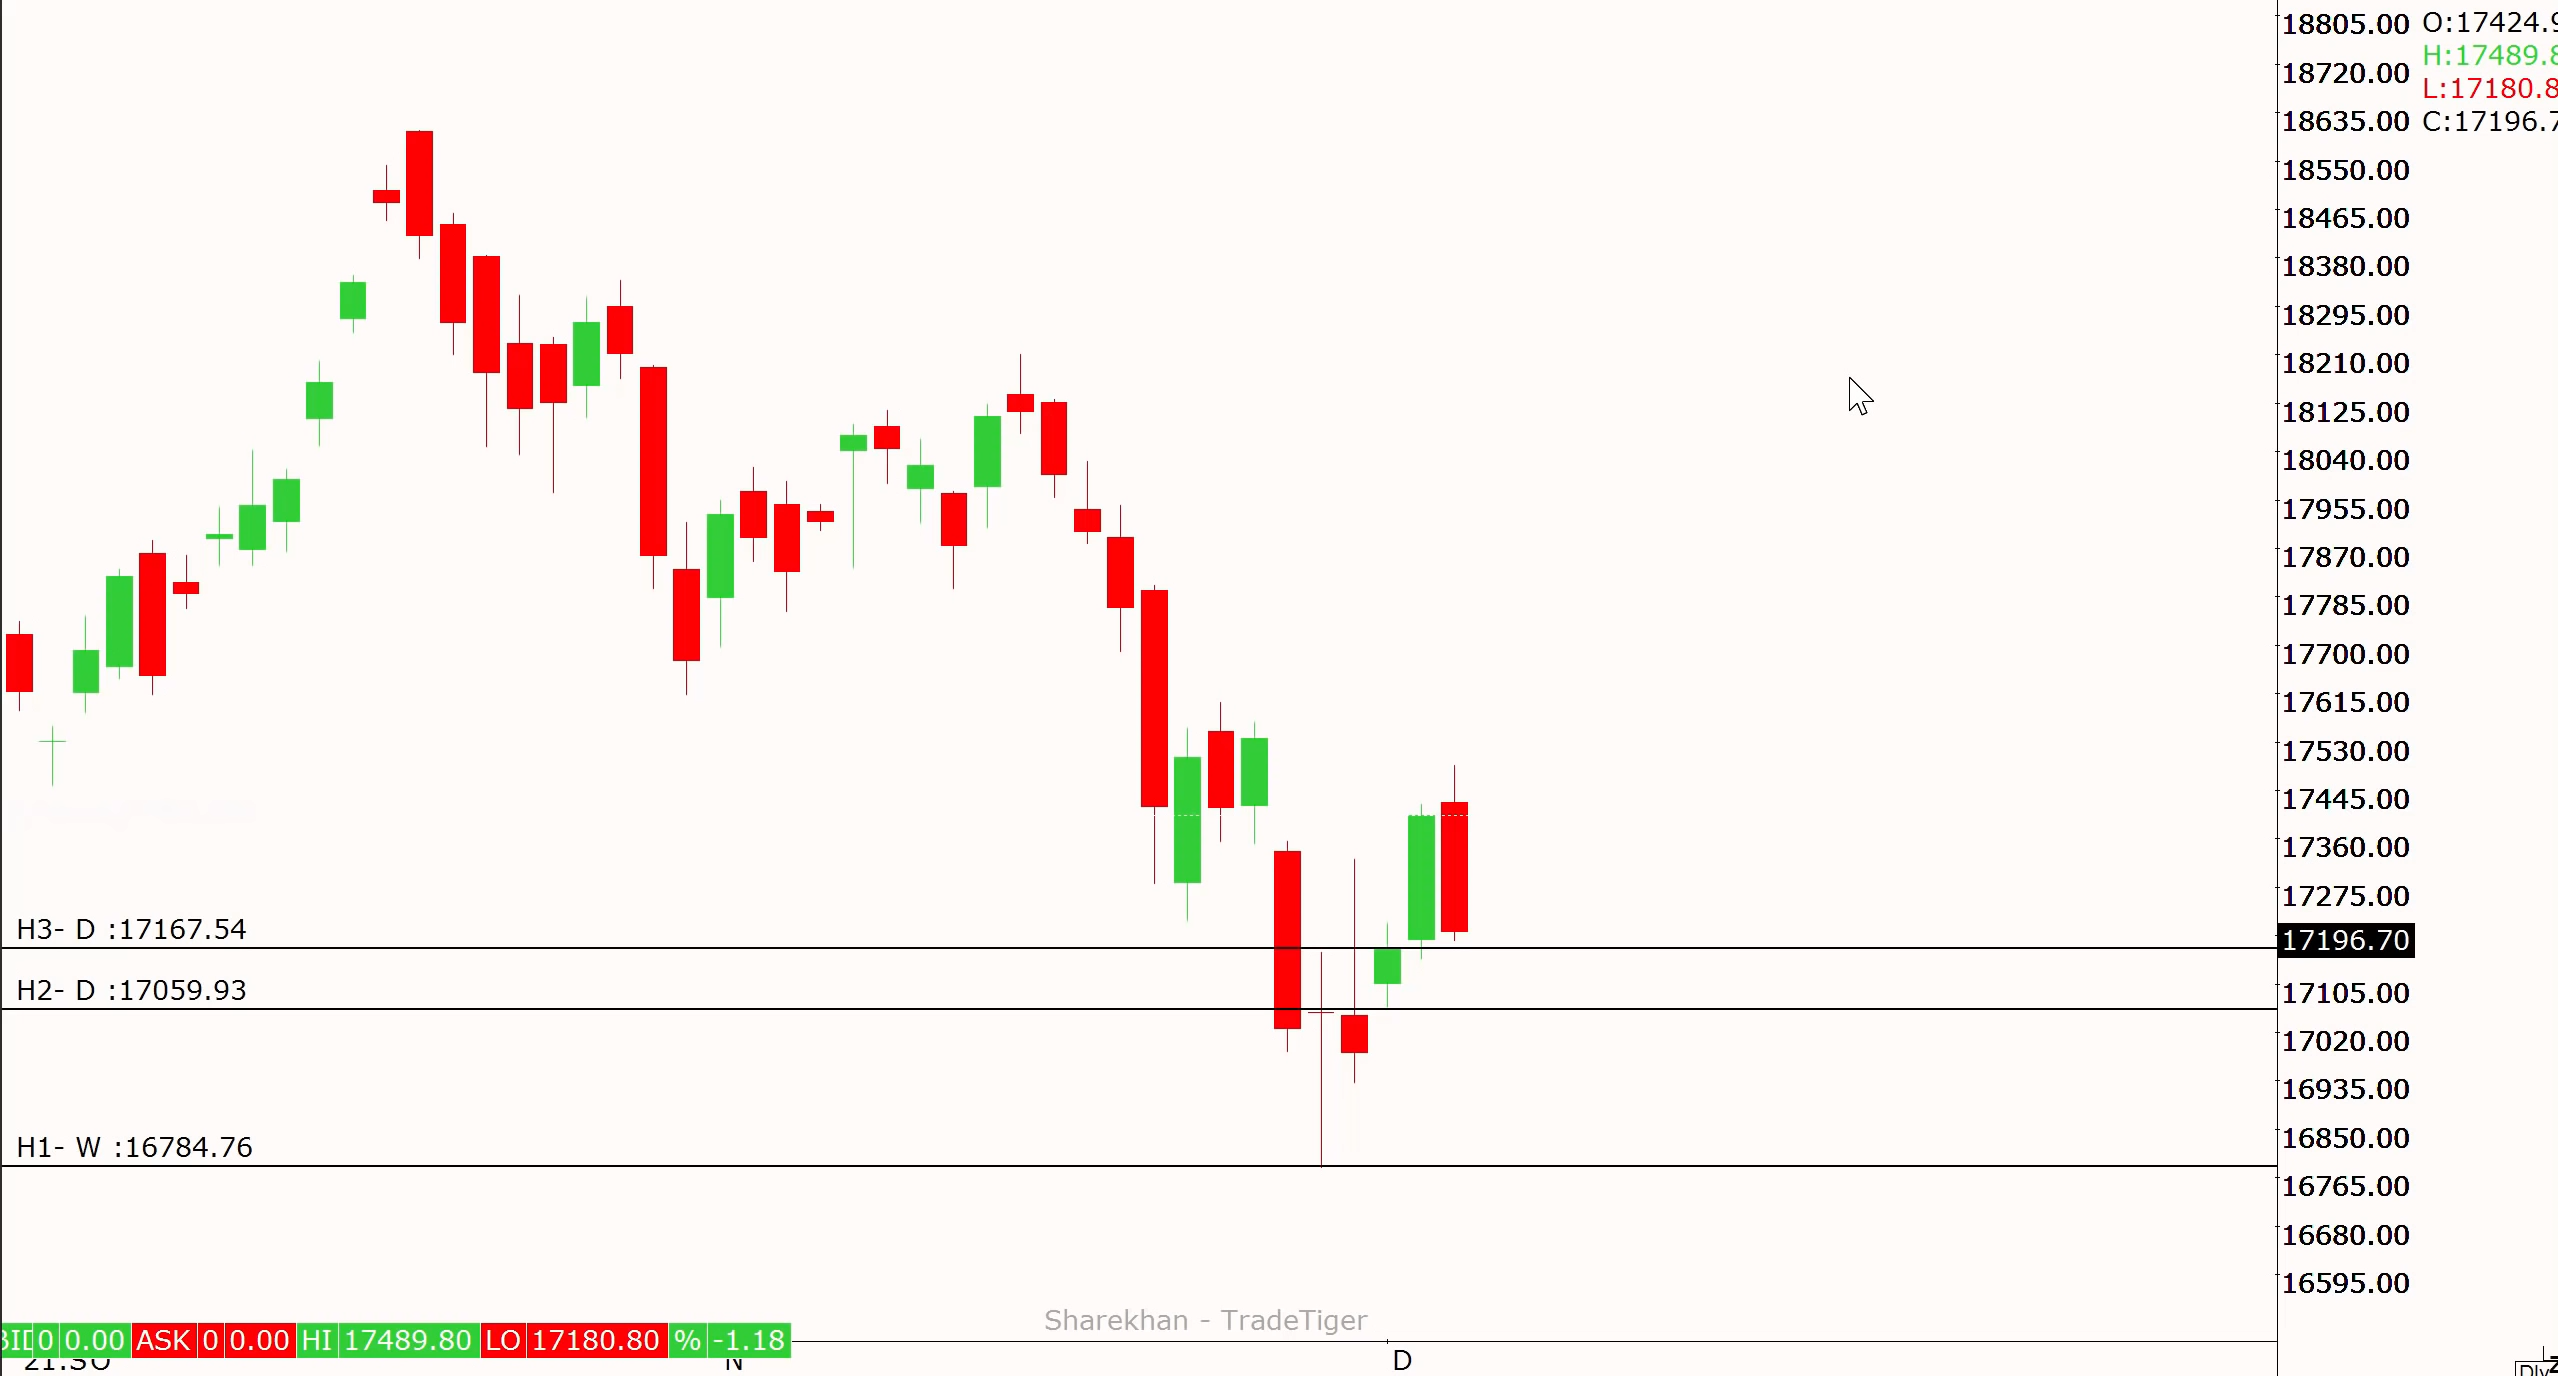 18805.00
18720.00
18635.00
18550.00
18465.00
18380.00
18295.00
18210.00
18125.00
18040.00
17955.00
17870.00
17785.00
17700.00
17615.00
17530.00
17445.00
17360.00
17275.00
17196.70
17105.00
17020.00
16935.00
16850.00
16765.00
16680.00
16595.00
O:17424.9
H:17489.8
L:17180.8
C:17196.7
H3- D :17167.54
H2- D :17059.93
H1- W :16784.76
Sharekhan - TradeTiger
0 0.00 ASK 0 0.00 HI 17489.80 LO 17180.80 % -1.18
N D